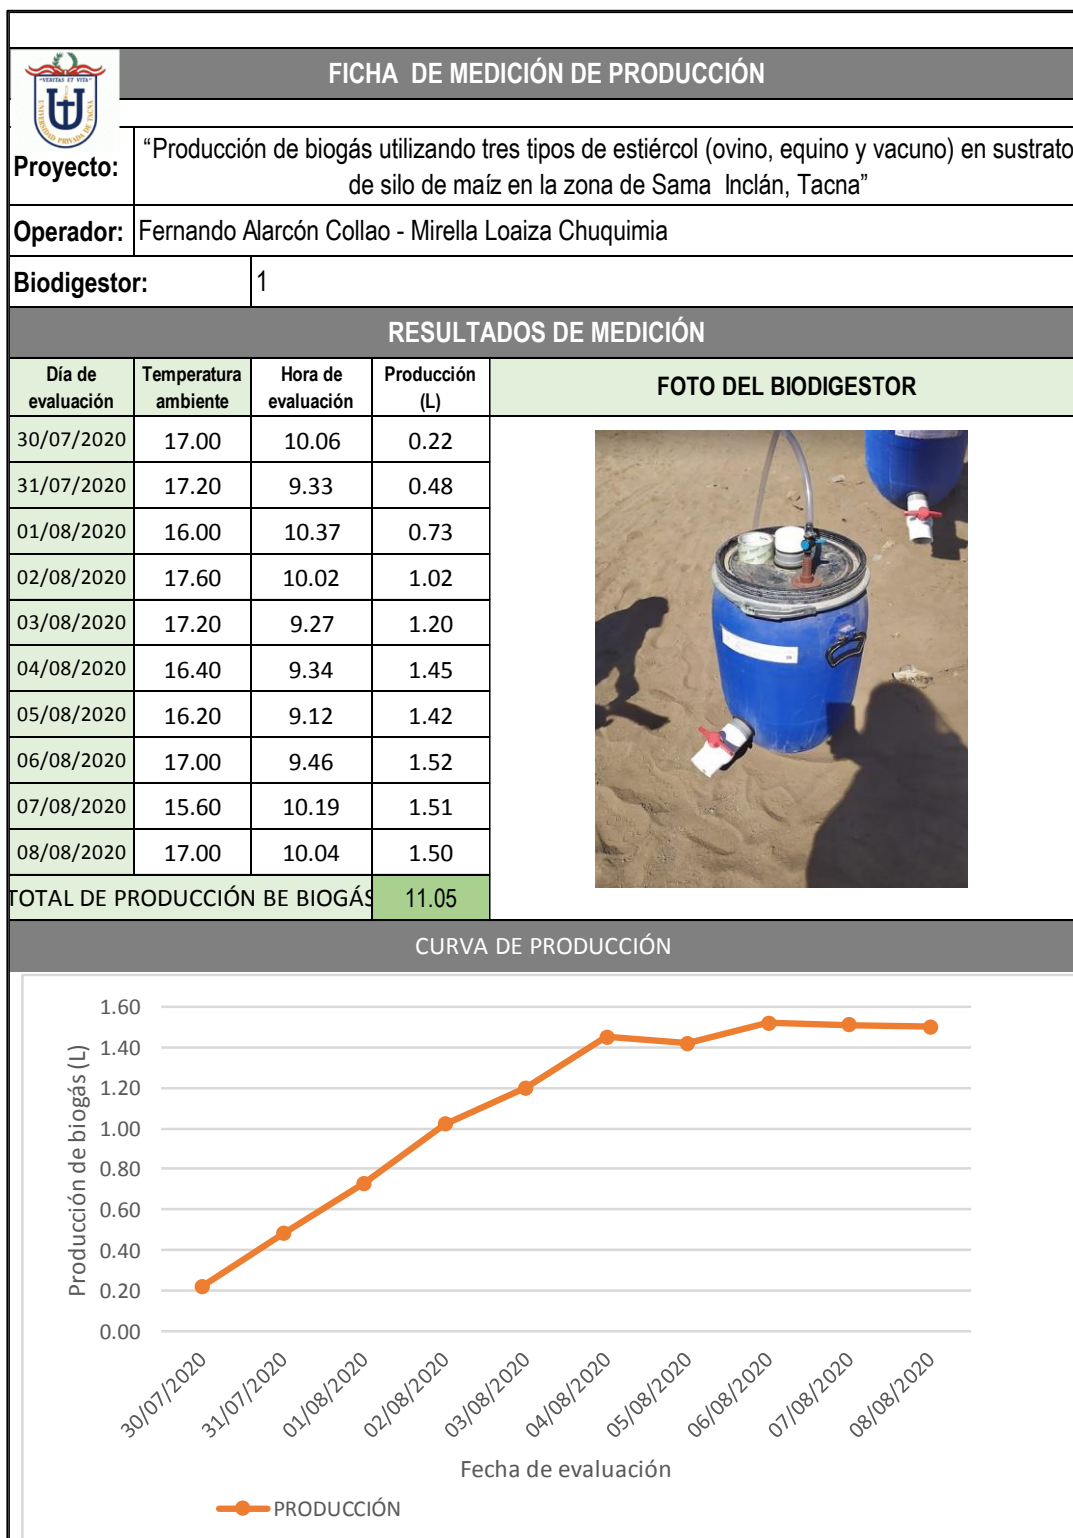 "VERITAS ET VITA"
UNIVERSIDAD PRIVADA DE TACNA
FICHA DE MEDICIÓN DE PRODUCCIÓN
Proyecto:
“Producción de biogás utilizando tres tipos de estiércol (ovino, equino y vacuno) en sustrato
de silo de maíz en la zona de Sama Inclán, Tacna”
Operador: Fernando Alarcón Collao - Mirella Loaiza Chuquimia
Biodigestor: 1
RESULTADOS DE MEDICIÓN
Día de evaluación Temperatura ambiente Hora de evaluación Producción (L) FOTO DEL BIODIGESTOR
30/07/2020 17.00 10.06 0.22
31/07/2020 17.20 9.33 0.48
01/08/2020 16.00 10.37 0.73
02/08/2020 17.60 10.02 1.02
03/08/2020 17.20 9.27 1.20
04/08/2020 16.40 9.34 1.45
05/08/2020 16.20 9.12 1.42
06/08/2020 17.00 9.46 1.52
07/08/2020 15.60 10.19 1.51
08/08/2020 17.00 10.04 1.50
TOTAL DE PRODUCCIÓN BE BIOGÁS 11.05
CURVA DE PRODUCCIÓN
Producción de biogás (L)
1.60
1.40
1.20
1.00
0.80
0.60
0.40
0.20
0.00
30/07/2020
31/07/2020
01/08/2020
02/08/2020
03/08/2020
04/08/2020
05/08/2020
06/08/2020
07/08/2020
08/08/2020
Fecha de evaluación
PRODUCCIÓN